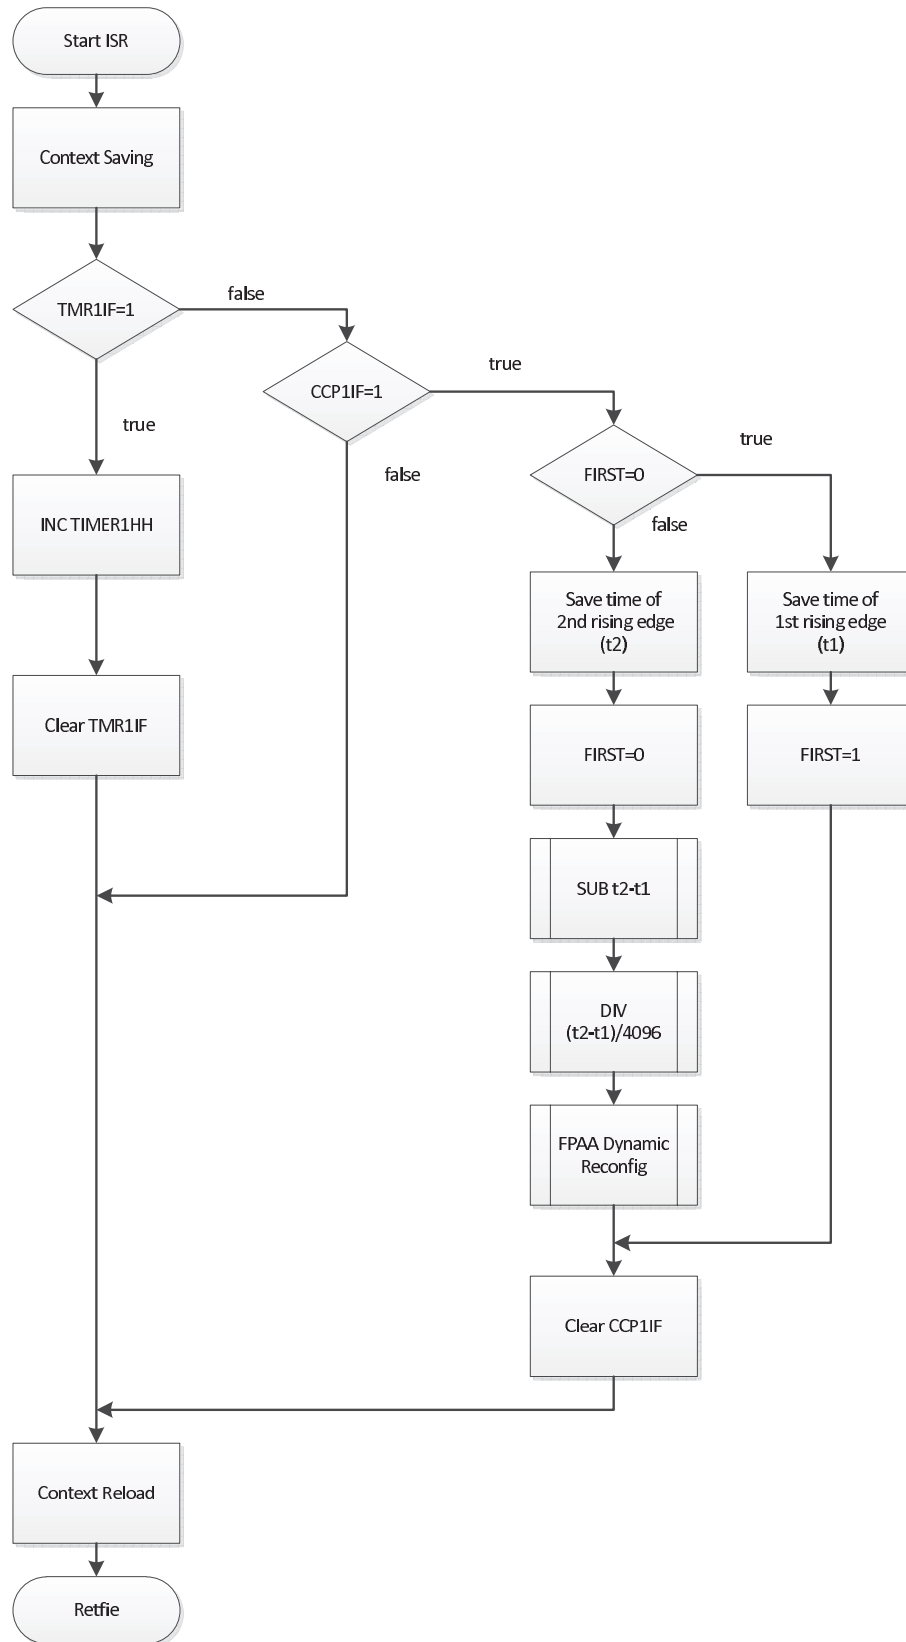 Start ISR
Context Saving
TMR1IF=1
false
CCP1IF=1
true
FIRST=0
true
true
false
false
INC TIMER1HH
Save time of
2nd rising edge
(t2)
Save time of
1st rising edge
(t1)
Clear TMR1IF
FIRST=0
FIRST=1
SUB t2-t1
DIV
(t2-t1)/4096
FPAA Dynamic
Reconfig
Clear CCP1IF
Context Reload
Retfie